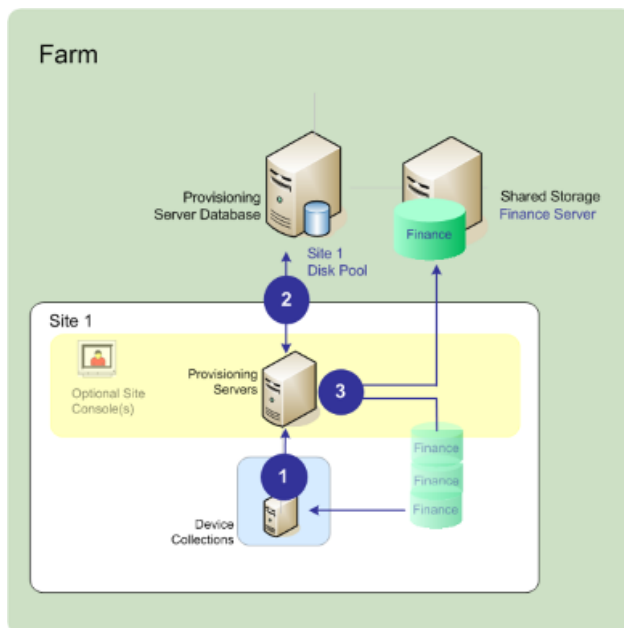 Farm
Provisioning
Server Database
Shared Storage
Finance Server
Finance
Site 1
Disk Pool
2
Site 1
Optional Site
Console(s)
Provisioning
Servers
3
Finance
Finance
Finance
1
Device
Collections